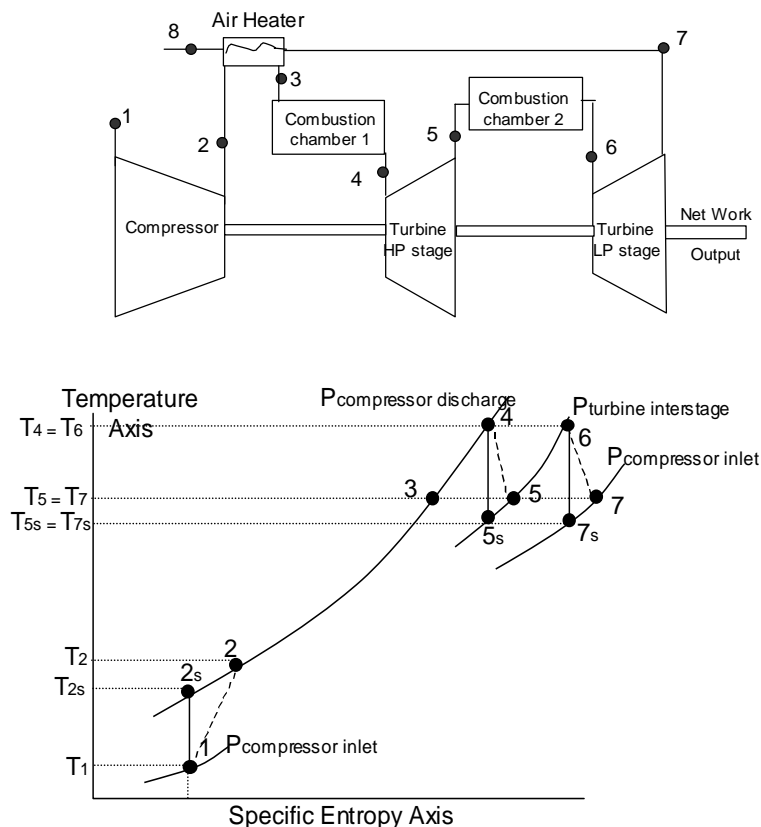 Air Heater
8
7
3
1
Combustion
chamber 1
Combustion
chamber 2
2
5
4
6
Compressor
Turbine
HP stage
Turbine
LP stage
Net Work
Output
Temperature
Axis
Pcompressor discharge
T4 = T6
4
Pturbine interstage
6
Pcompressor inlet
T5 = T7
3
5
7
T5s = T7s
5s
7s
T2
2
T2s
2s
1
Pcompressor inlet
T1
Specific Entropy Axis